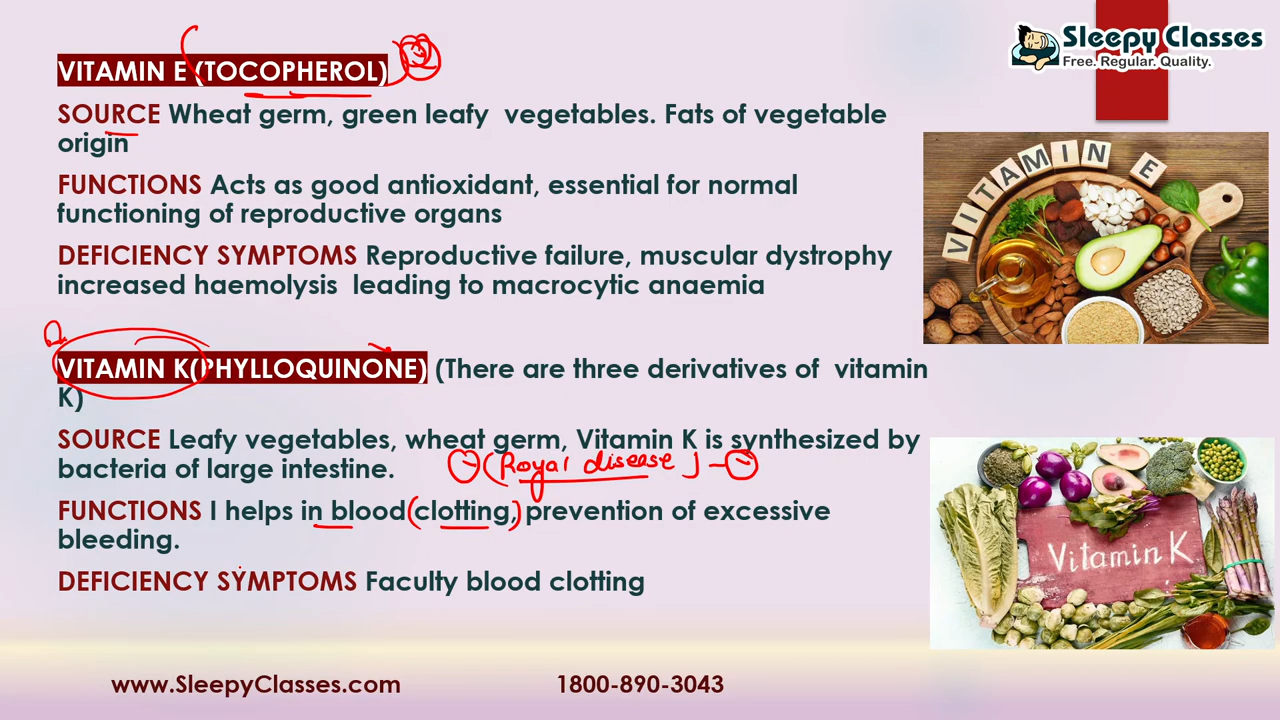 Sleepy Classes
Free. Regular. Quality.
VITAMIN E (TOCOPHEROL)
SOURCE Wheat germ, green leafy vegetables. Fats of vegetable
origin
FUNCTIONS Acts as good antioxidant, essential for normal
functioning of reproductive organs
DEFICIENCY SYMPTOMS Reproductive failure, muscular dystrophy
increased haemolysis leading to macrocytic anaemia
VITAMIN E
VITAMIN K(PHYLLOQUINONE) (There are three derivatives of vitamin
K)
SOURCE Leafy vegetables, wheat germ, Vitamin K is synthesized by
bacteria of large intestine.
(Royal disease)
FUNCTIONS I helps in blood clotting, prevention of excessive
bleeding.
DEFICIENCY SYMPTOMS Faculty blood clotting
Vitamin K
www.SleepyClasses.com
1800-890-3043